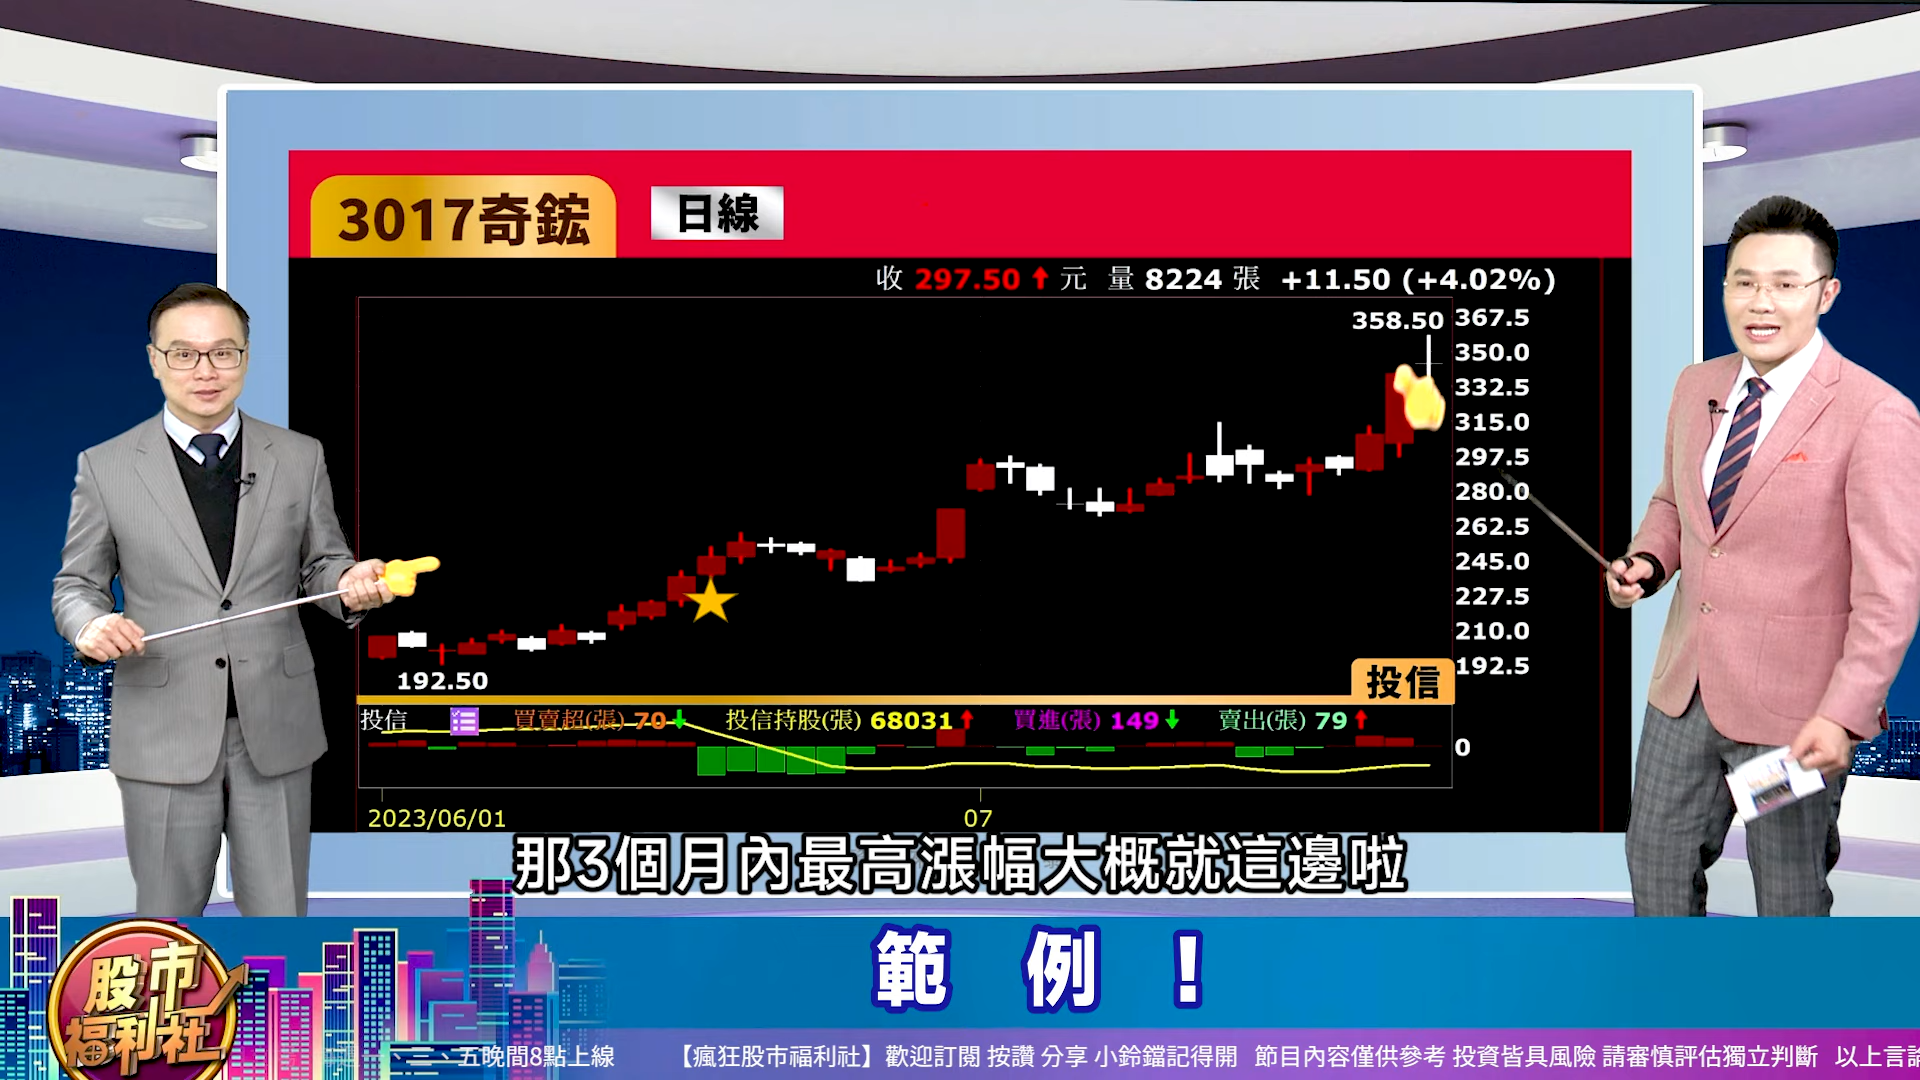 3017奇鋐
日線
收 297.50 元 量 8224 張 +11.50 (+4.02%)
358.50
367.5
350.0
332.5
315.0
297.5
280.0
262.5
245.0
227.5
210.0
192.5
192.50
投信
投信 買賣超(張) 70 投信持股(張) 68031 買進(張) 149 賣出(張) 79
0
2023/06/01
07
那3個月內最高漲幅大概就這邊啦
範例!
股市
福利社
一、三、五晚間8點上線 【瘋狂股市福利社】歡迎訂閱 按讚 分享 小鈴鐺記得開 節目內容僅供參考 投資皆具風險 請審慎評估獨立判斷 以上言論